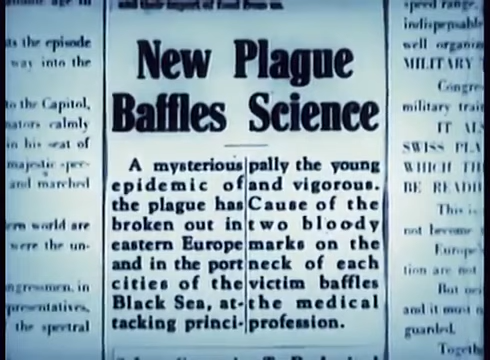 New Plague
Baffles Science
A mysterious
epidemic of
the plague has
broken out in
eastern Europe
and in the port
cities of the
Black Sea, at-
tacking princi-
pally the young
and vigorous.
Cause of the
two bloody
marks on the
neck of each
victim baffles
the medical
profession.
ts the episode
way into the
to the Capitol,
nators calmly
in his seat of
majestic spec-
and marched
ern world are
were the un-
ngressmen, in
presentatives,
the spectral
speed range,
indispensable
well organiz
MILITARY
Congre
military trai
IT AL
SWISS PLA
WHICH TH
BE READI
This is
not become
Europe'
tion are not
But nei
and it must n
guarded.
Togeth